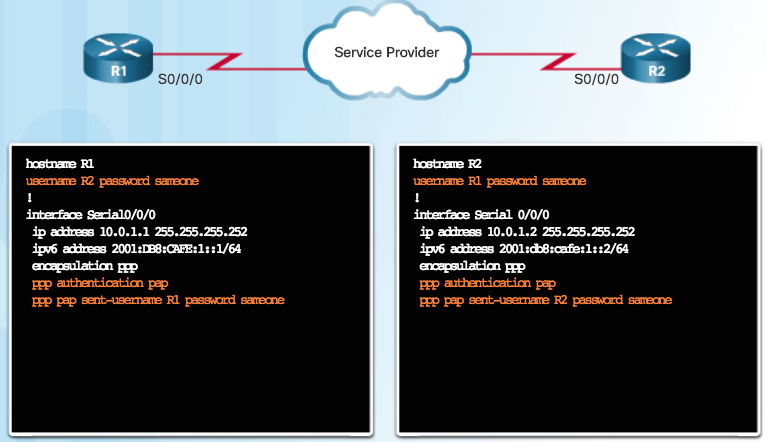 Service Provider
R1
S0/0/0
S0/0/0
R2
hostname R1
username R2 password sameone
!
interface Serial0/0/0
ip address 10.0.1.1 255.255.255.252
ipv6 address 2001:DB8:CAFE:1::1/64
encapsulation ppp
ppp authentication pap
ppp pap sent-username R1 password sameone
hostname R2
username R1 password sameone
!
interface Serial 0/0/0
ip address 10.0.1.2 255.255.255.252
ipv6 address 2001:db8:cafe:1::2/64
encapsulation ppp
ppp authentication pap
ppp pap sent-username R2 password sameone